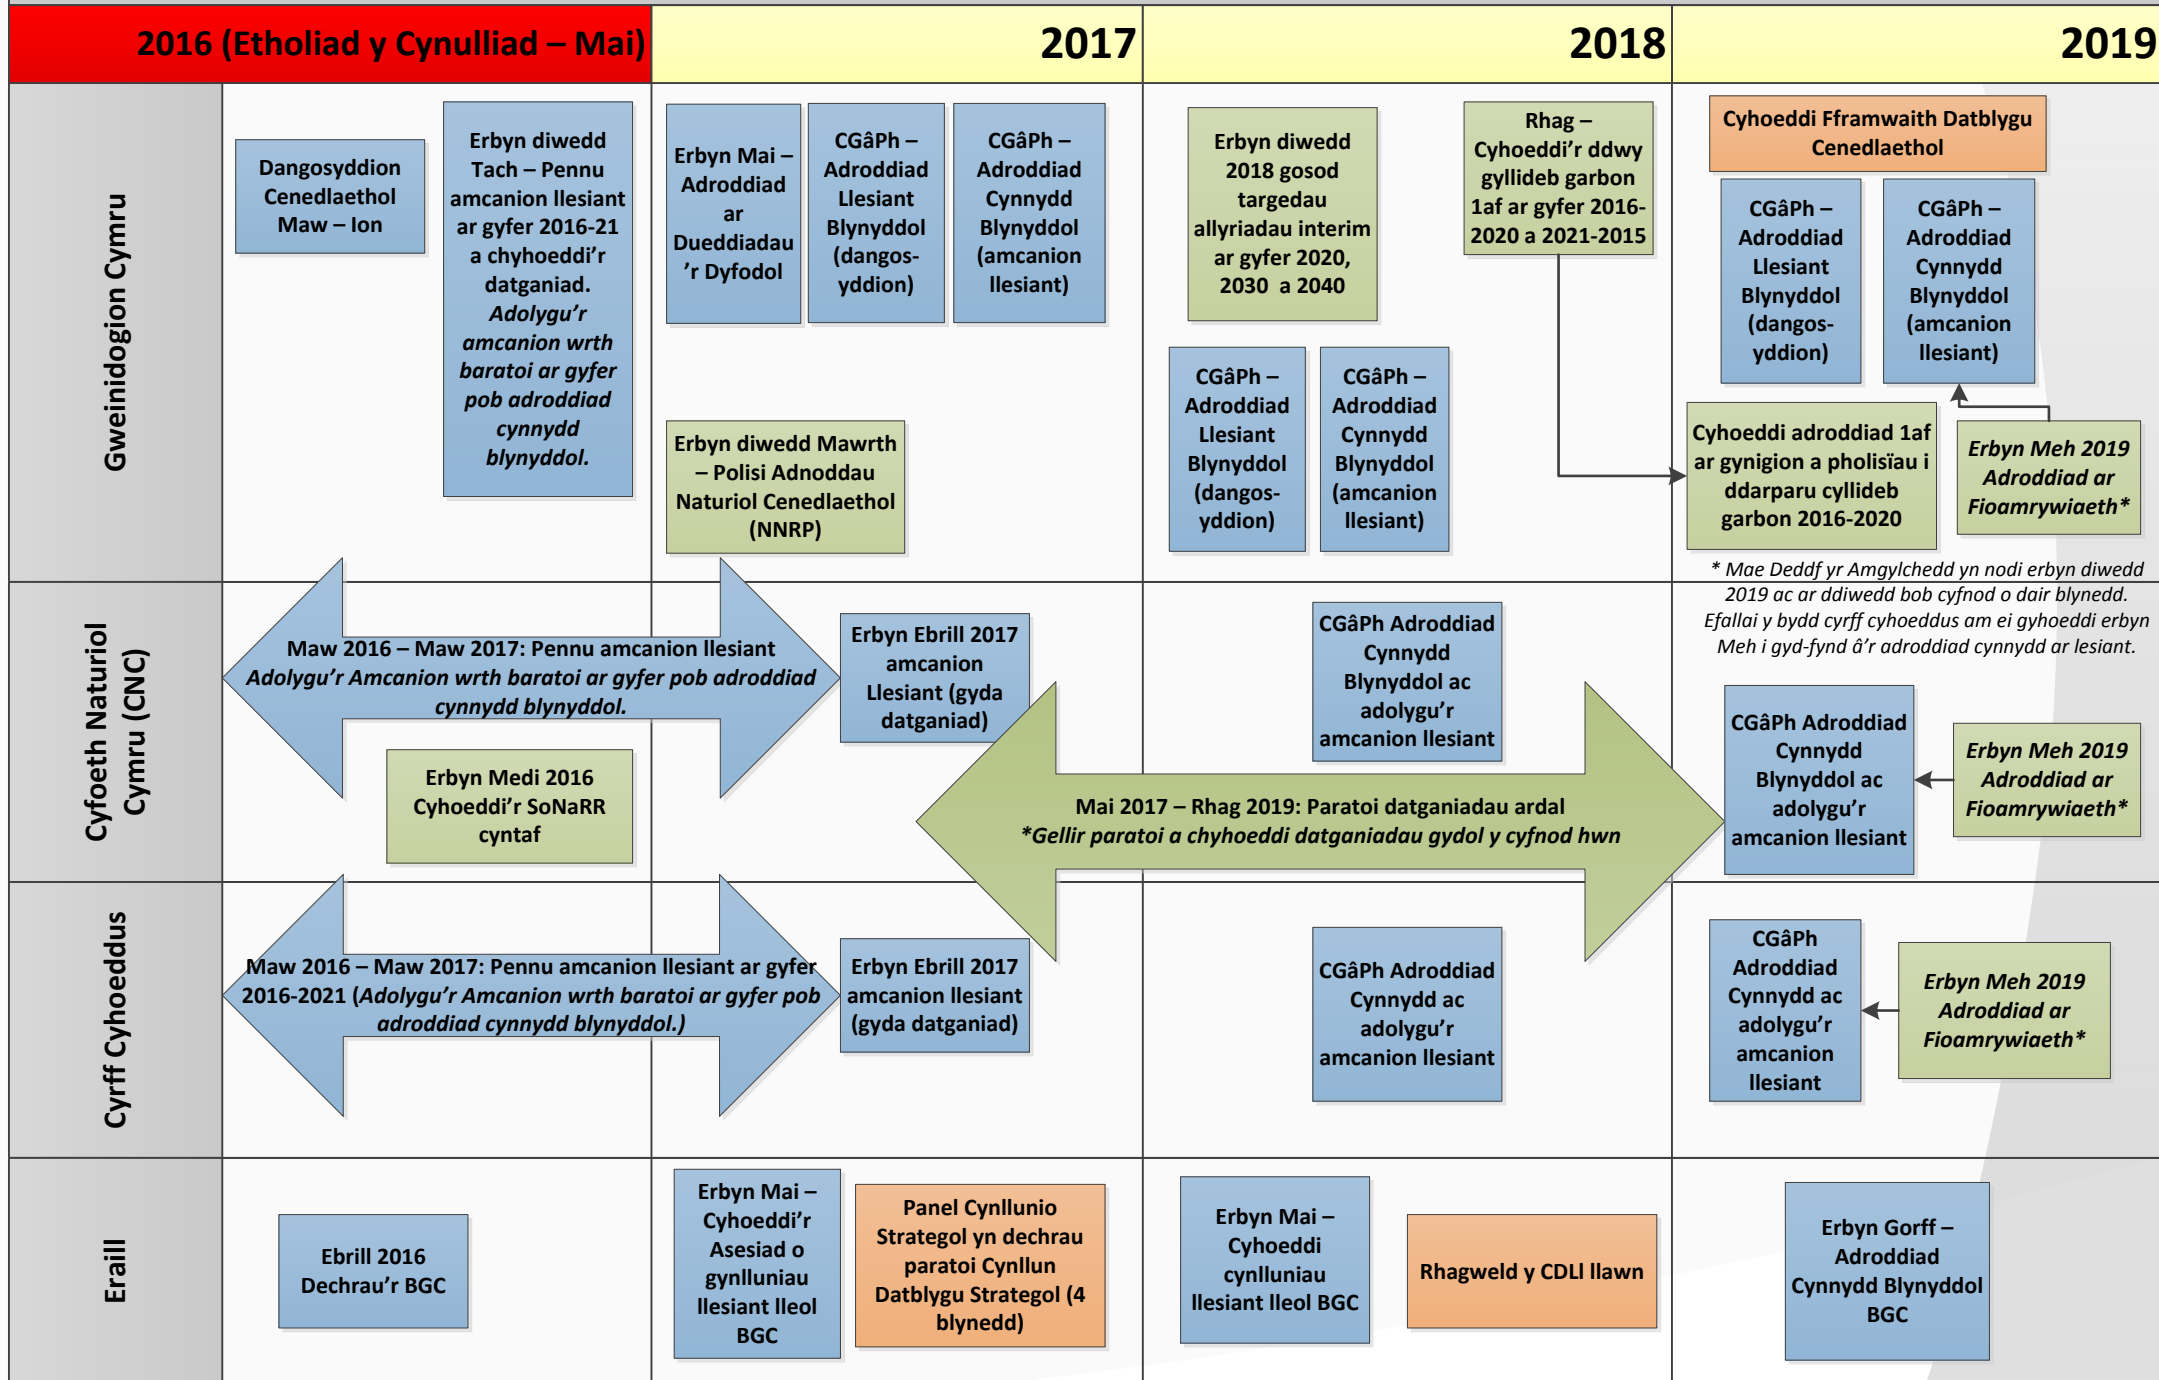 2016 (Etholiad y Cynulliad – Mai)
2017
2018
2019
Gweinidogion Cymru
Dangosyddion
Cenedlaethol
Maw – Ion
Erbyn diwedd
Tach – Pennu
amcanion llesiant
ar gyfer 2016-21
a chyhoeddi’r
datganiad.
Adolygu’r
amcanion wrth
baratoi ar gyfer
pob adroddiad
cynnydd
blynyddol.
Erbyn Mai –
Adroddiad
ar
Dueddiadau
’r Dyfodol
CGâPh –
Adroddiad
Llesiant
Blynyddol
(dangos-
yddion)
CGâPh –
Adroddiad
Cynnydd
Blynyddol
(amcanion
llesiant)
Erbyn diwedd Mawrth
– Polisi Adnoddau
Naturiol Cenedlaethol
(NNRP)
Erbyn diwedd
2018 gosod
targedau
allyriadau interim
ar gyfer 2020,
2030 a 2040
Rhag –
Cyhoeddi’r ddwy
gyllideb garbon
1af ar gyfer 2016-
2020 a 2021-2015
CGâPh –
Adroddiad
Llesiant
Blynyddol
(dangos-
yddion)
CGâPh –
Adroddiad
Cynnydd
Blynyddol
(amcanion
llesiant)
Cyhoeddi Fframwaith Datblygu
Cenedlaethol
CGâPh –
Adroddiad
Llesiant
Blynyddol
(dangos-
yddion)
CGâPh –
Adroddiad
Cynnydd
Blynyddol
(amcanion
llesiant)
Cyhoeddi adroddiad 1af
ar gynigion a pholisïau i
ddarparu cyllideb
garbon 2016-2020
Erbyn Meh 2019
Adroddiad ar
Fioamrywiaeth*
* Mae Deddf yr Amgylchedd yn nodi erbyn diwedd
2019 ac ar ddiwedd bob cyfnod o dair blynedd.
Efallai y bydd cyrff cyhoeddus am ei gyhoeddi erbyn
Meh i gyd-fynd â’r adroddiad cynnydd ar lesiant.
Cyfoeth Naturiol
Cymru (CNC)
Maw 2016 – Maw 2017: Pennu amcanion llesiant
Adolygu’r Amcanion wrth baratoi ar gyfer pob adroddiad
cynnydd blynyddol.
Erbyn Medi 2016
Cyhoeddi’r SoNaRR
cyntaf
Erbyn Ebrill 2017
amcanion
Llesiant (gyda
datganiad)
CGâPh Adroddiad
Cynnydd
Blynyddol ac
adolygu’r
amcanion llesiant
Mai 2017 – Rhag 2019: Paratoi datganiadau ardal
*Gellir paratoi a chyhoeddi datganiadau gydol y cyfnod hwn
CGâPh Adroddiad
Cynnydd
Blynyddol ac
adolygu’r
amcanion llesiant
Erbyn Meh 2019
Adroddiad ar
Fioamrywiaeth*
Cyrff Cyhoeddus
Maw 2016 – Maw 2017: Pennu amcanion llesiant ar gyfer
2016-2021 (Adolygu’r Amcanion wrth baratoi ar gyfer pob
adroddiad cynnydd blynyddol.)
Erbyn Ebrill 2017
amcanion llesiant
(gyda datganiad)
CGâPh Adroddiad
Cynnydd ac
adolygu’r
amcanion llesiant
CGâPh
Adroddiad
Cynnydd ac
adolygu’r
amcanion
llesiant
Erbyn Meh 2019
Adroddiad ar
Fioamrywiaeth*
Eraill
Ebrill 2016
Dechrau’r BGC
Erbyn Mai –
Cyhoeddi’r
Asesiad o
gynlluniau
llesiant lleol
BGC
Panel Cynllunio
Strategol yn dechrau
paratoi Cynllun
Datblygu Strategol (4
blynedd)
Erbyn Mai –
Cyhoeddi
cynlluniau
llesiant lleol BGC
Rhagweld y CDLl llawn
Erbyn Gorff –
Adroddiad
Cynnydd Blynyddol
BGC